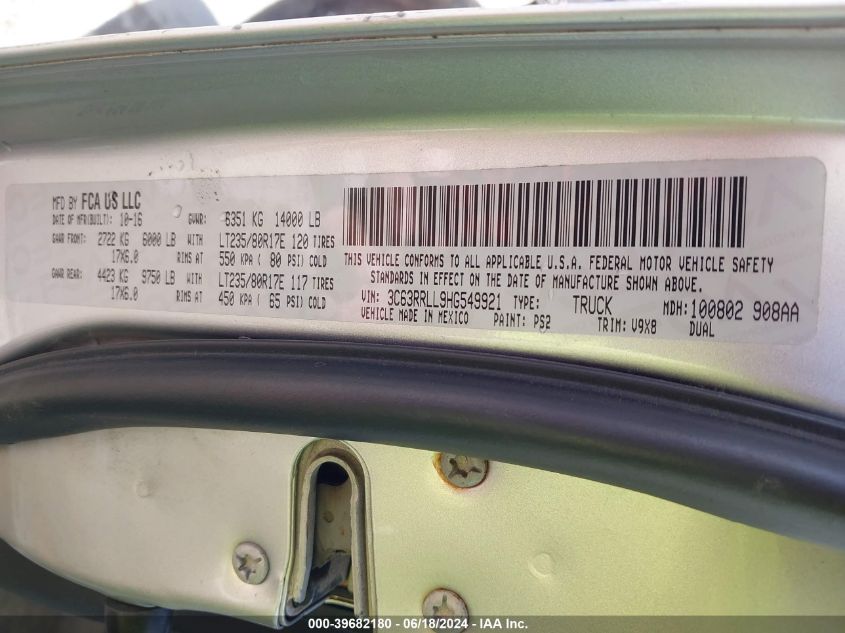 MFD BY FCA US LLC
DATE OF MFR(BUILT): 10-16 GVWR: 6351 KG 14000 LB
GAWR FRONT: 2722 KG 6000 LB WITH LT235/80R17E 120 TIRES
17X6.0 RIMS AT 550 KPA ( 80 PSI) COLD
GAWR REAR: 4423 KG 9750 LB WITH LT235/80R17E 117 TIRES
17X6.0 RIMS AT 450 KPA ( 65 PSI) COLD
THIS VEHICLE CONFORMS TO ALL APPLICABLE U.S.A. FEDERAL MOTOR VEHICLE SAFETY
STANDARDS IN EFFECT ON THE DATE OF MANUFACTURE SHOWN ABOVE.
VIN: 3C63RRLL9HG549921 TYPE: TRUCK MDH: 100802 908AA
VEHICLE MADE IN MEXICO PAINT: PS2 TRIM: V9X8 DUAL
000-39682180 - 06/18/2024 - IAA Inc.